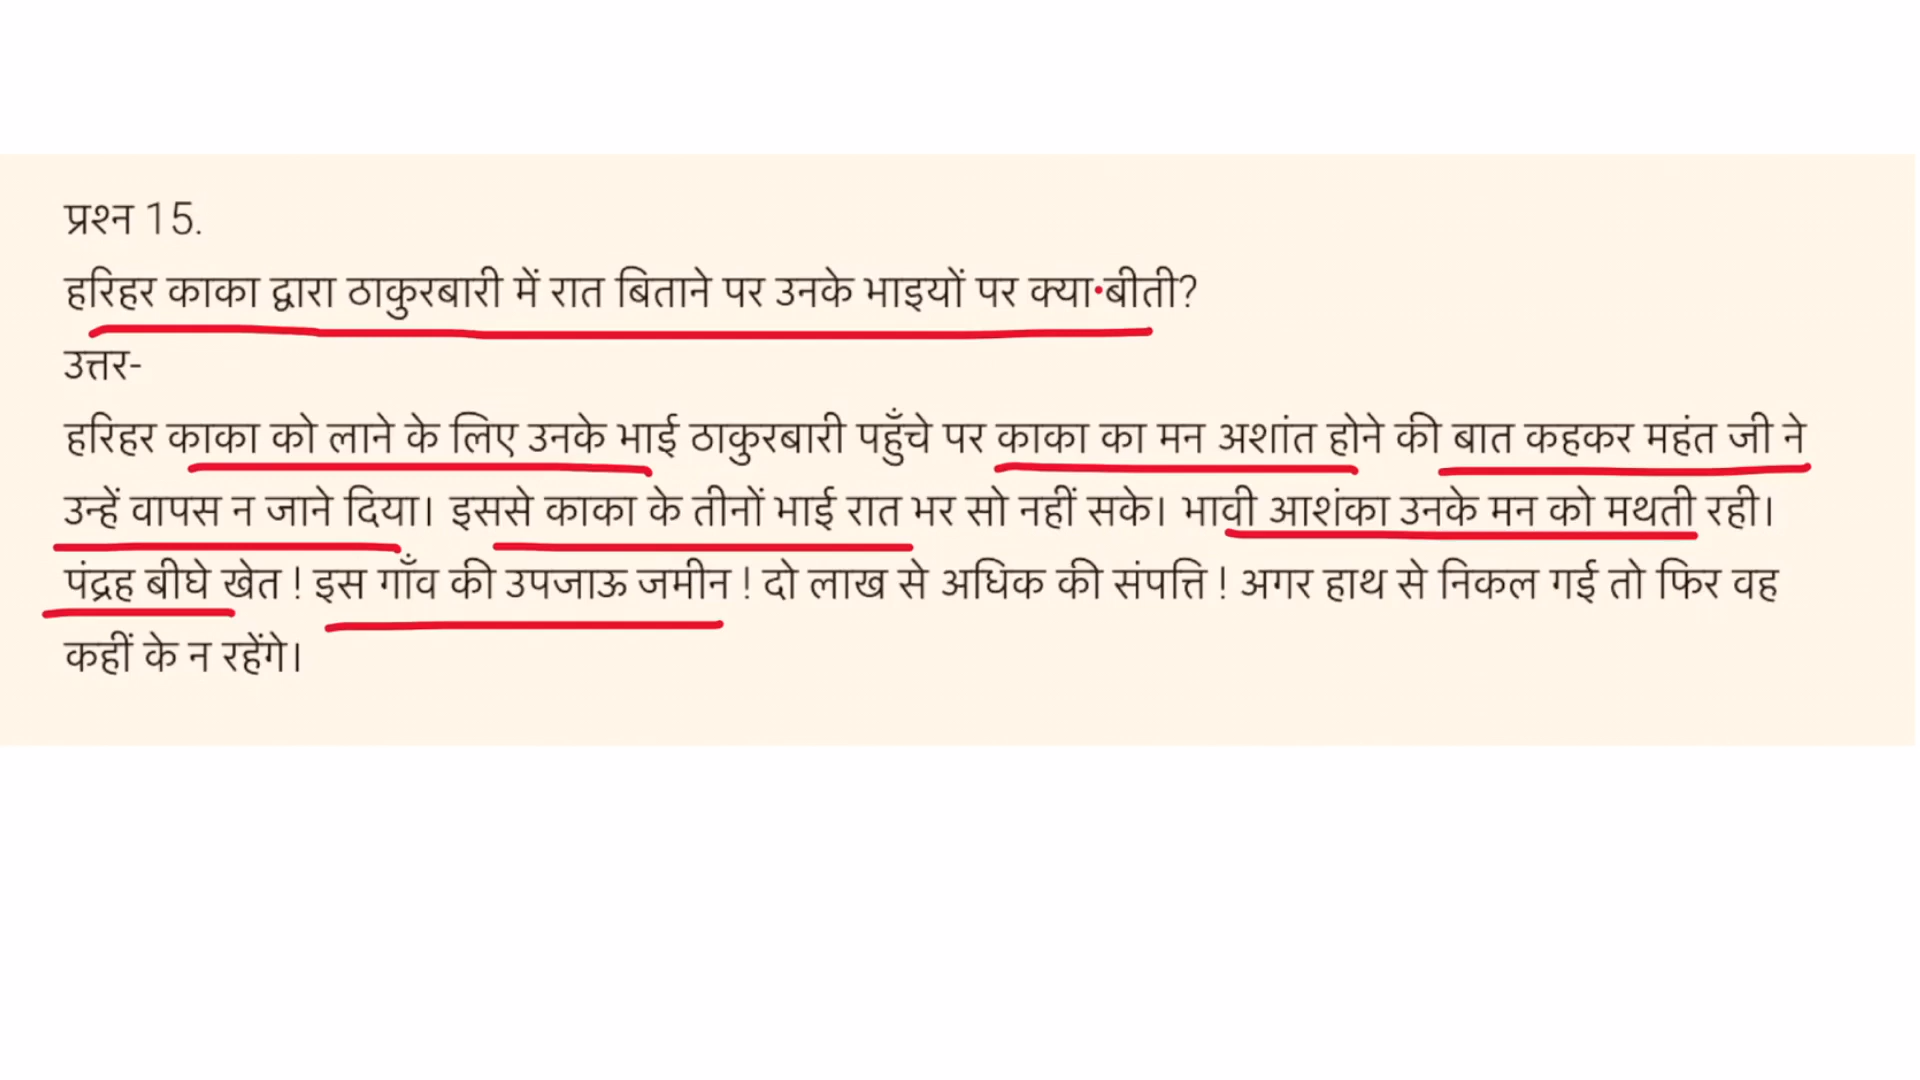 प्रश्न 15.
हरिहर काका द्वारा ठाकुरबारी में रात बिताने पर उनके भाइयों पर क्या बीती?
उत्तर-
हरिहर काका को लाने के लिए उनके भाई ठाकुरबारी पहुँचे पर काका का मन अशांत होने की बात कहकर महंत जी ने
उन्हें वापस न जाने दिया। इससे काका के तीनों भाई रात भर सो नहीं सके। भावी आशंका उनके मन को मथती रही।
पंद्रह बीघे खेत ! इस गाँव की उपजाऊ जमीन ! दो लाख से अधिक की संपत्ति ! अगर हाथ से निकल गई तो फिर वह
कहीं के न रहेंगे।